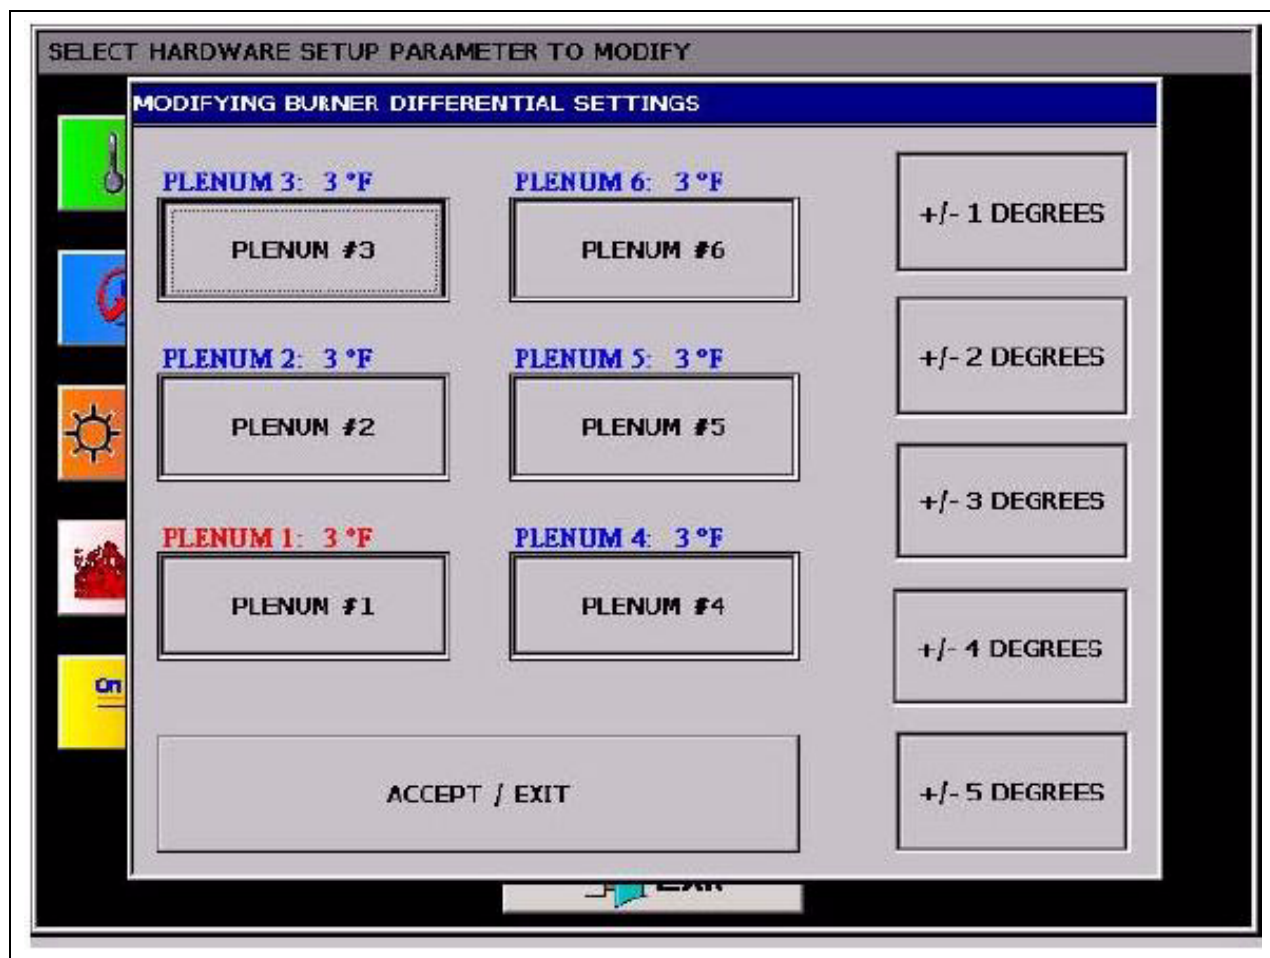 SELECT HARDWARE SETUP PARAMETER TO MODIFY
MODIFYING BURNER DIFFERENTIAL SETTINGS
PLENUM 3: 3 °F
PLENUM #3
PLENUM 6: 3 °F
PLENUM #6
PLENUM 2: 3 °F
PLENUM #2
PLENUM 5: 3 °F
PLENUM #5
PLENUM 1: 3 °F
PLENUM #1
PLENUM 4: 3 °F
PLENUM #4
+/- 1 DEGREES
+/- 2 DEGREES
+/- 3 DEGREES
+/- 4 DEGREES
+/- 5 DEGREES
On
ACCEPT / EXIT